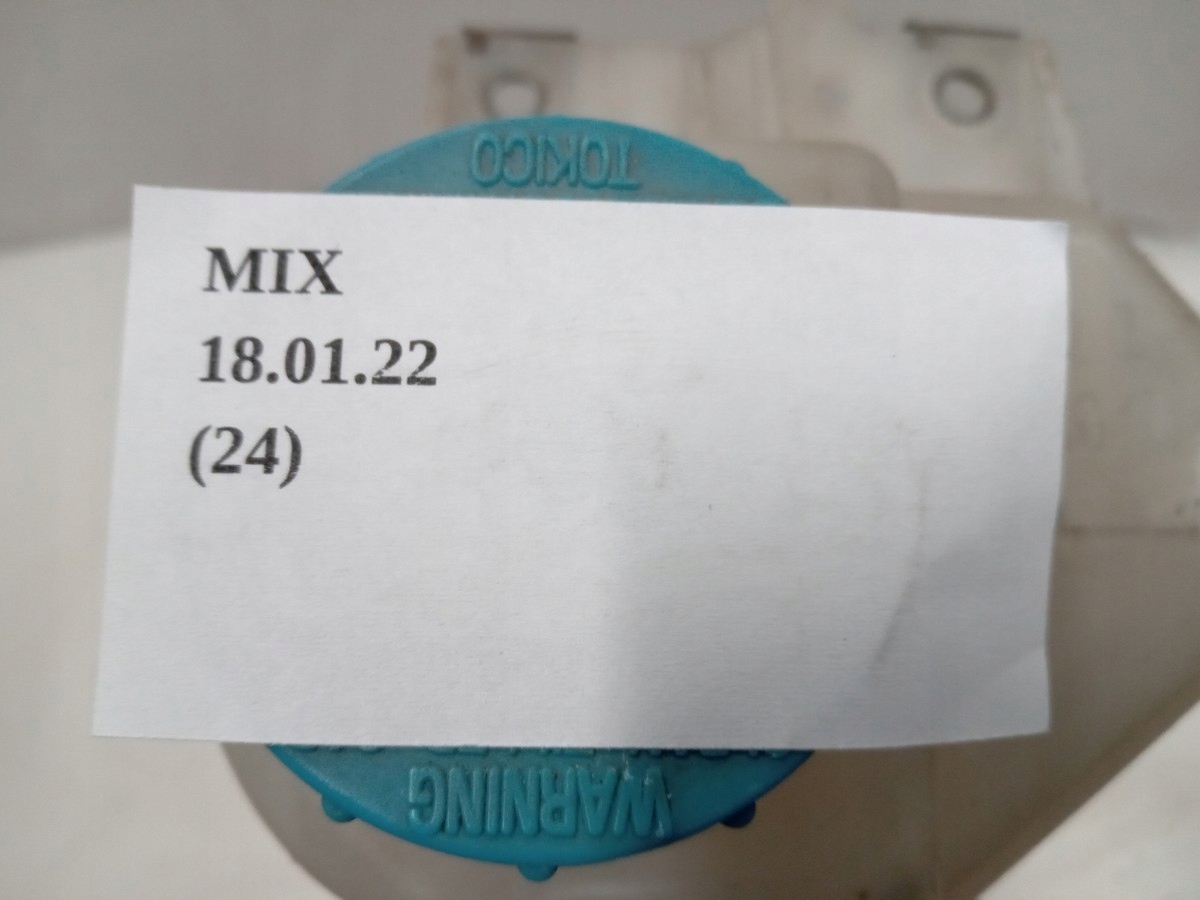 TOKICO
MIX
18.01.22
(24)
WARNING